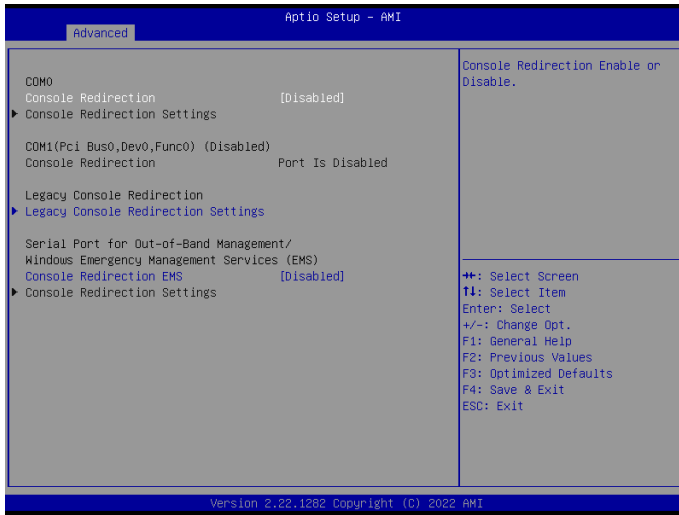 Aptio Setup – AMI
Advanced
Console Redirection Enable or
Disable.
COM0
Console Redirection [Disabled]
Console Redirection Settings
COM1(Pci Bus0,Dev0,Func0) (Disabled)
Console Redirection Port Is Disabled
Legacy Console Redirection
Legacy Console Redirection Settings
Serial Port for Out-of-Band Management/
Windows Emergency Management Services (EMS)
Console Redirection EMS [Disabled]
Console Redirection Settings
→←: Select Screen
↑↓: Select Item
Enter: Select
+/-: Change Opt.
F1: General Help
F2: Previous Values
F3: Optimized Defaults
F4: Save & Exit
ESC: Exit
Version 2.22.1282 Copyright (C) 2022 AMI